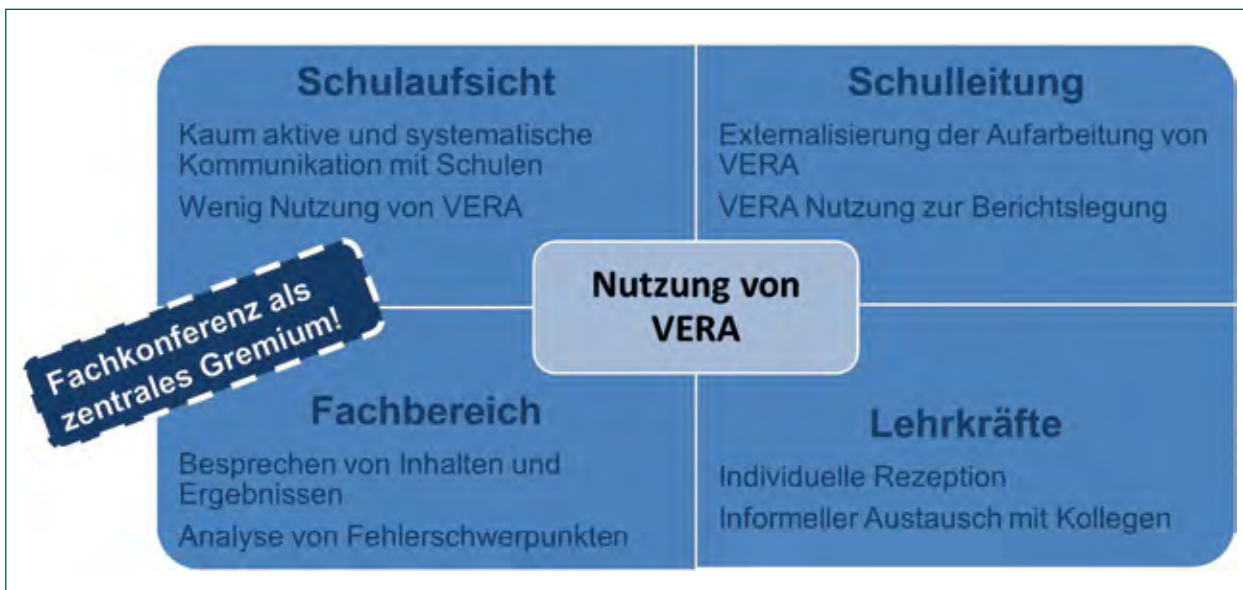 Schulaufsicht
Kaum aktive und systematische
Kommunikation mit Schulen
Wenig Nutzung von VERA
Schulleitung
Externalisierung der Aufarbeitung von
VERA
VERA Nutzung zur Berichtslegung
Nutzung von
VERA
Fachkonferenz als
zentrales Gremium!
Fachbereich
Besprechen von Inhalten und
Ergebnissen
Analyse von Fehlerschwerpunkten
Lehrkräfte
Individuelle Rezeption
Informeller Austausch mit Kollegen